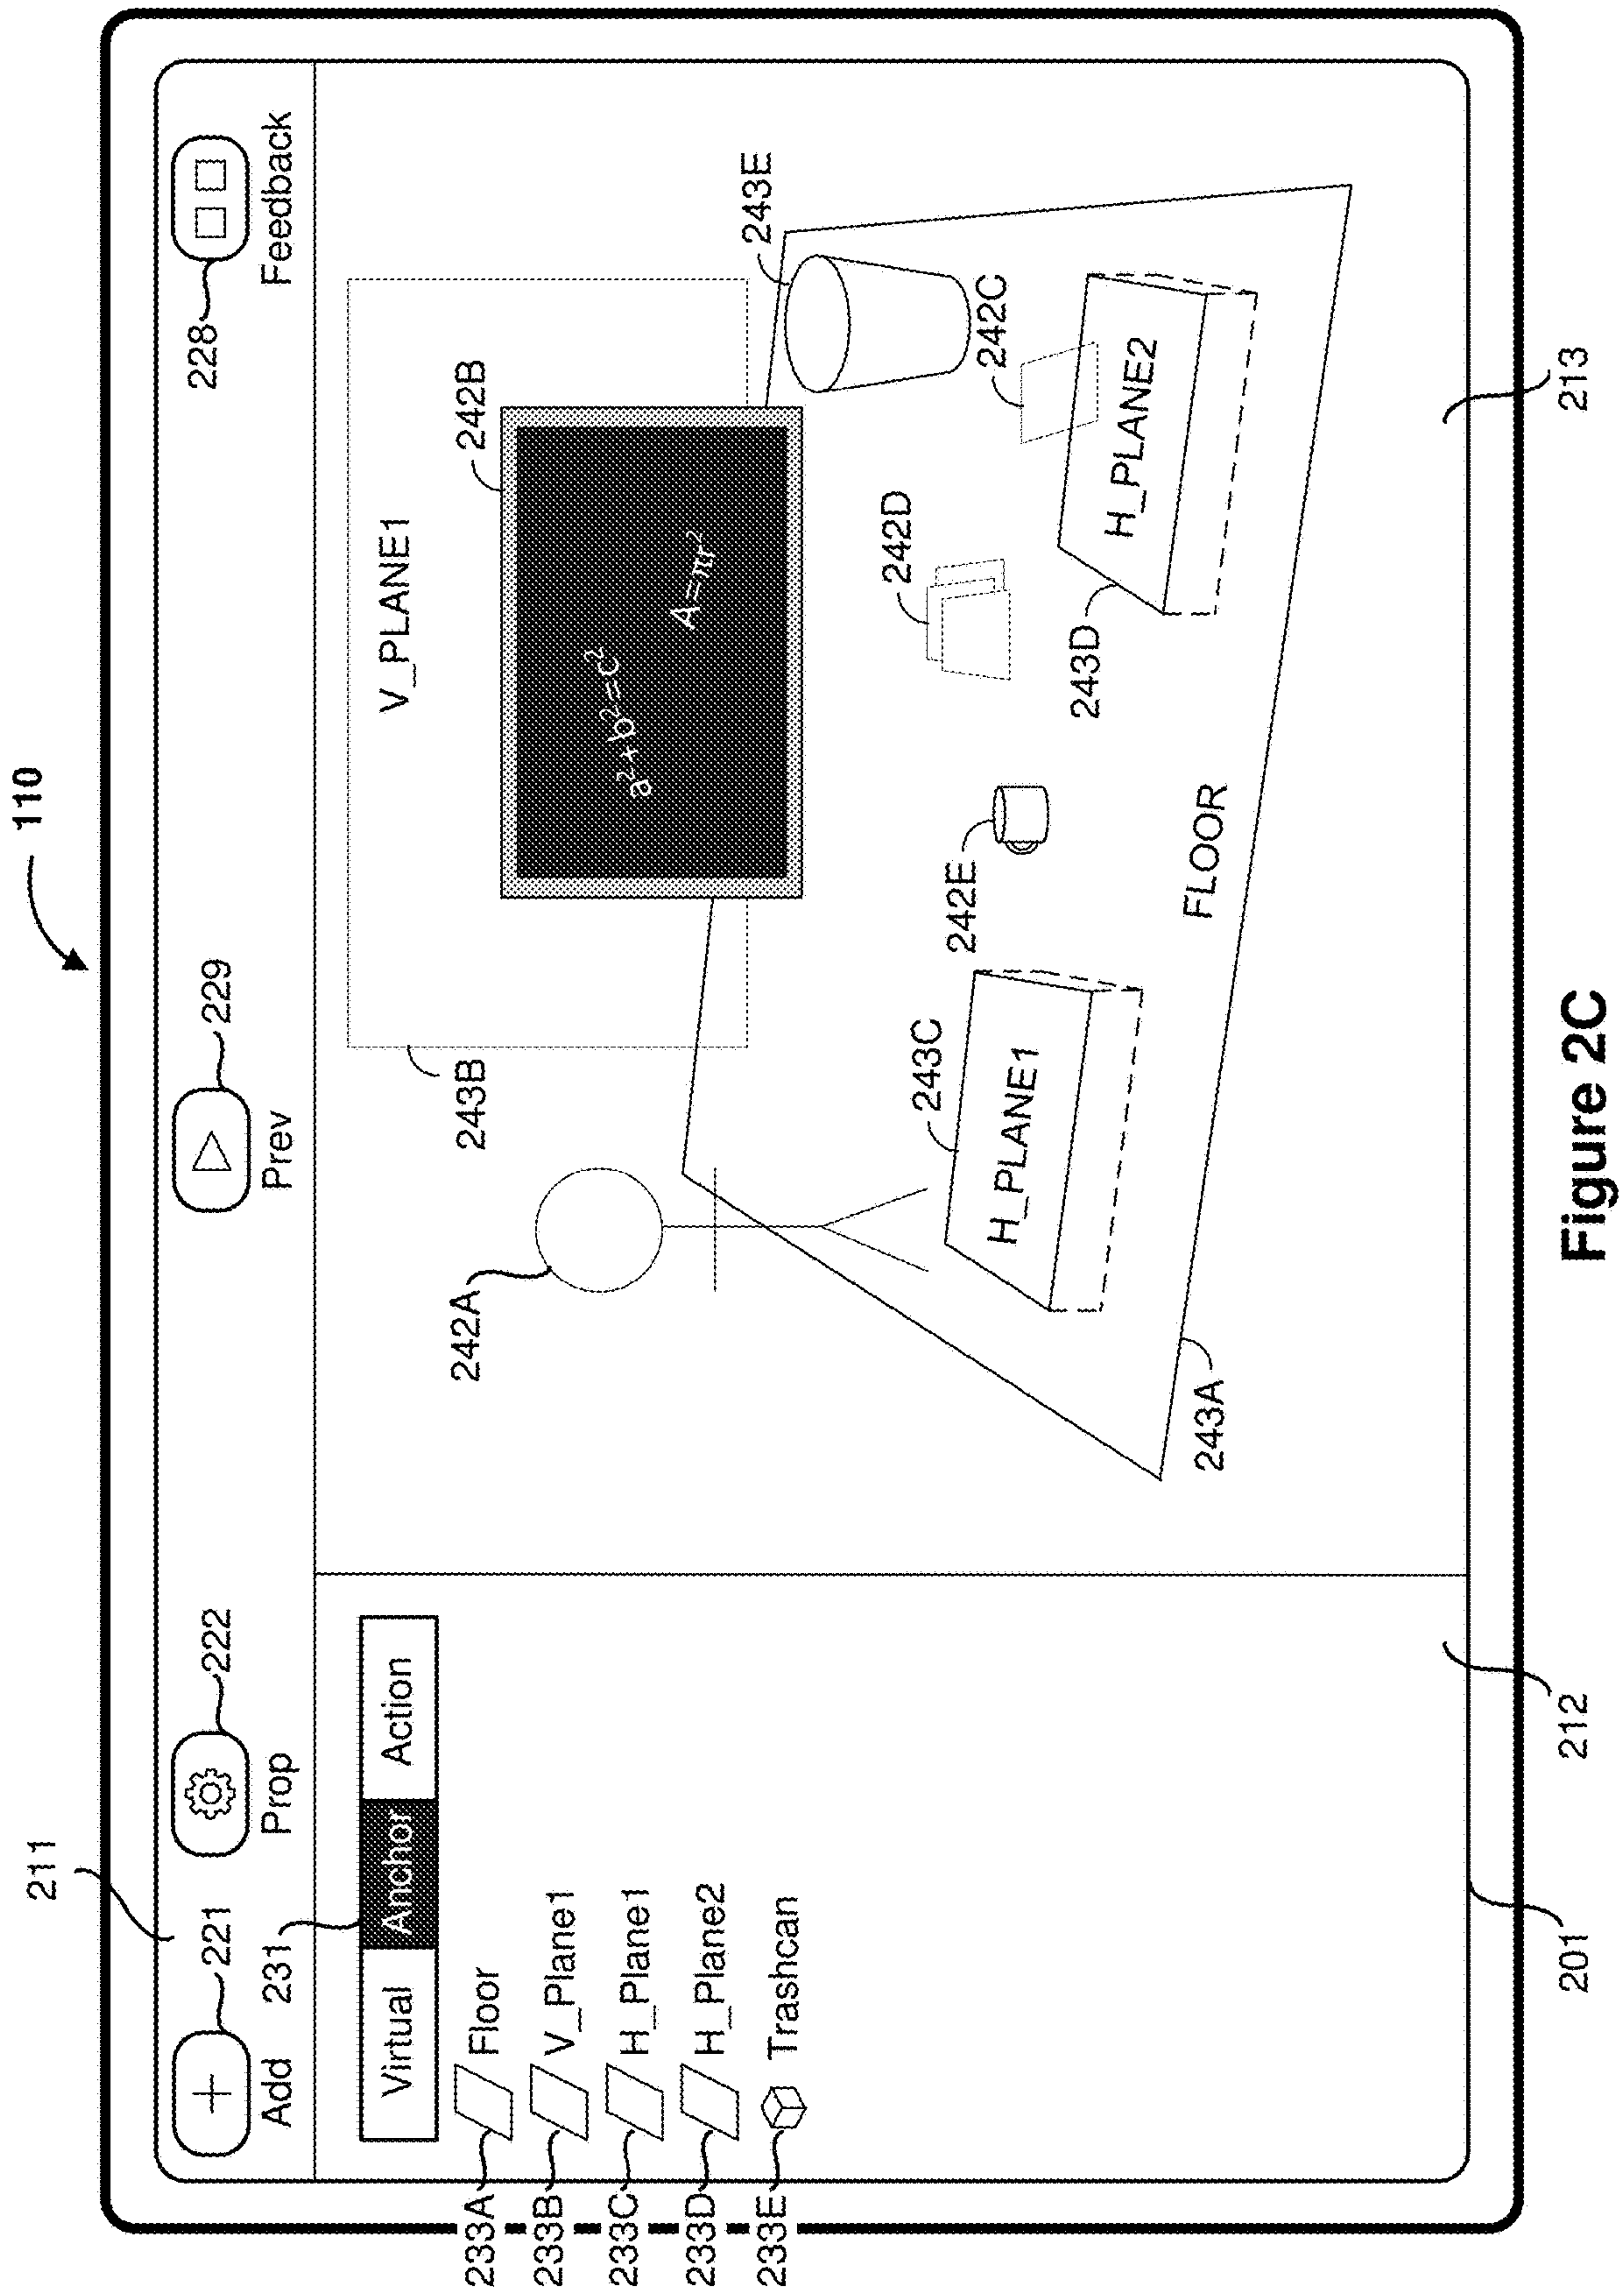 110
211
221
222
229
228
Add
Prop
Prev
Feedback
231
Virtual
Anchor
Action
233A
Floor
233B
V_Plane1
233C
H_Plane1
233D
H_Plane2
233E
Trashcan
242A
243B
V_PLANE1
242B
a²+b²=c²
A=πr²
243E
242D
242C
242E
243C
H_PLANE1
243D
H_PLANE2
FLOOR
243A
201
212
213
Figure 2C